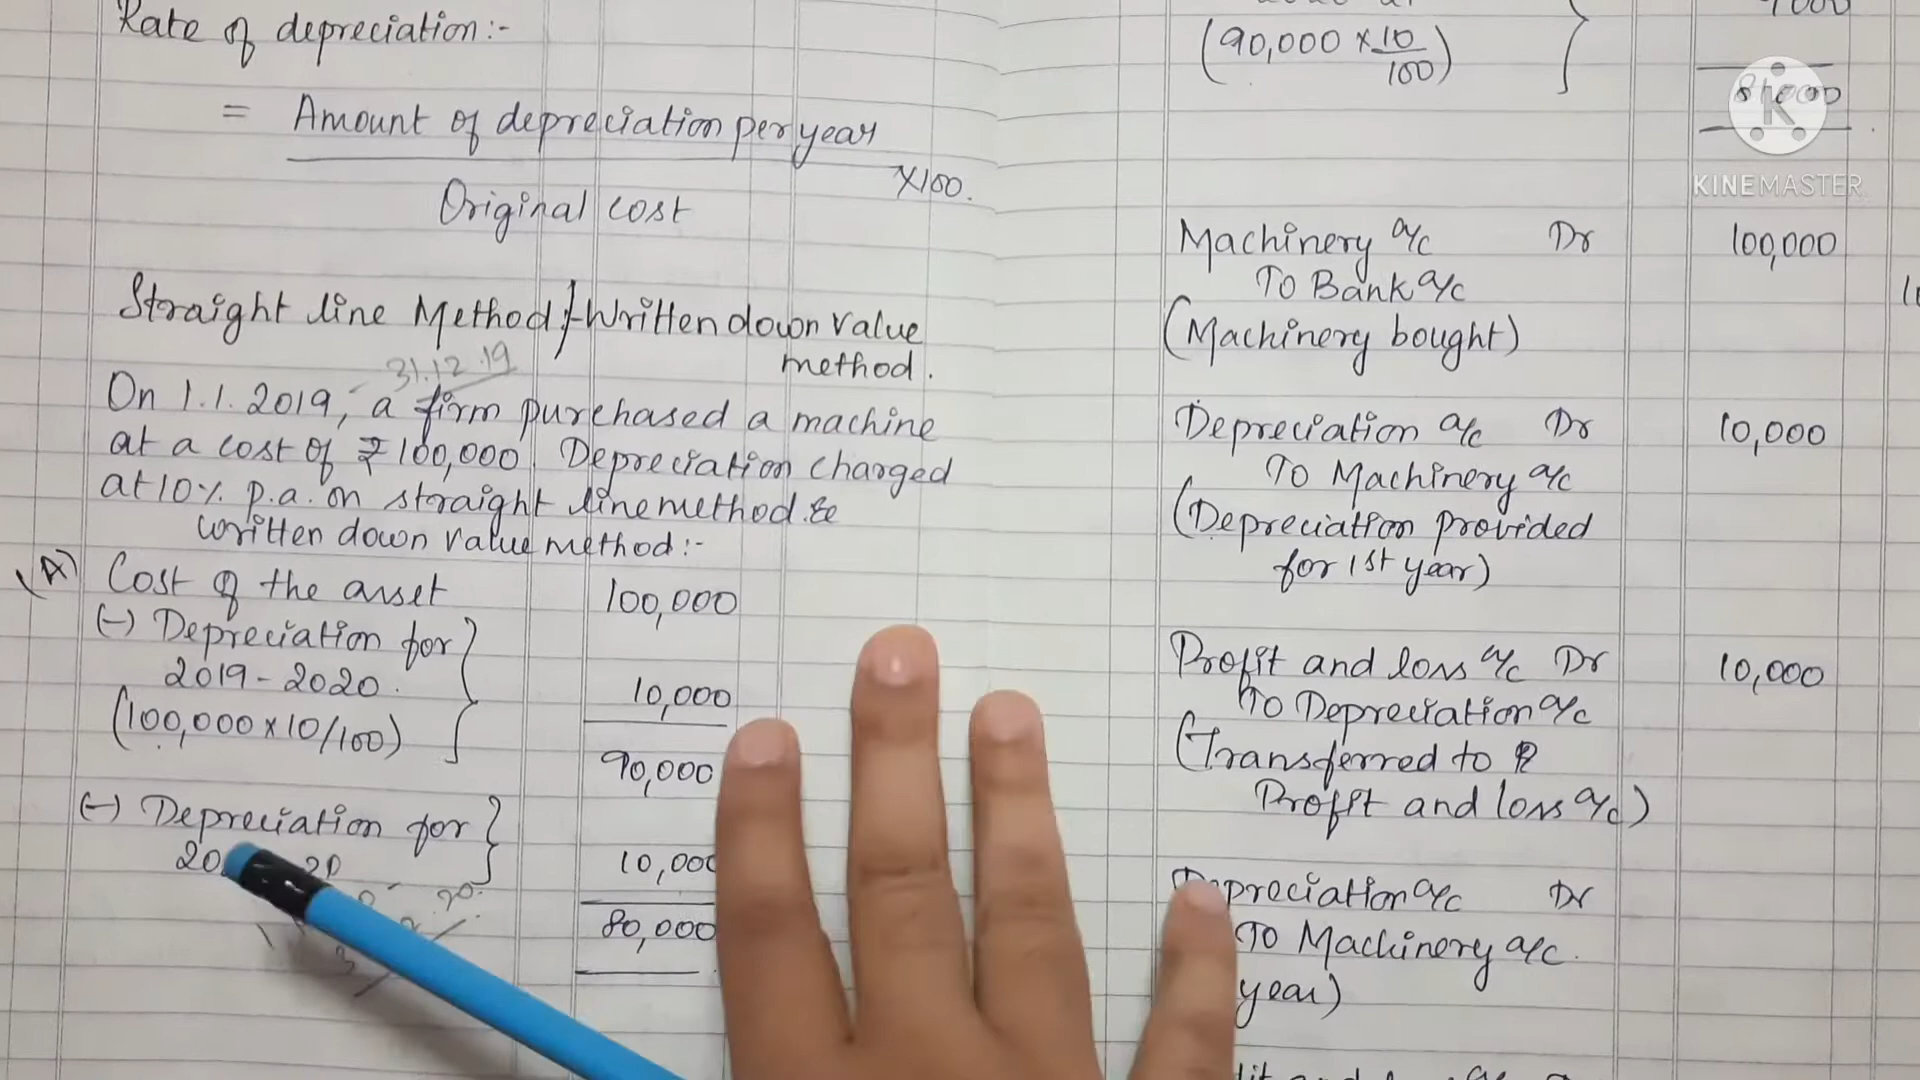 Rate of depreciation:-
= Amount of depreciation per year
×100.
Original cost
Straight line Method / Written down value
method.
31.12.19
On 1.1.2019, a firm purchased a machine
at a cost of ₹100,000. Depreciation charged
at 10% p.a. on straight line method &
written down value method:-
(A) Cost of the asset 100,000
(-) Depreciation for
2019-2020. 10,000
(100,000×10/100)
90,000
(-) Depreciation for
20 10,000
80,000
(90,000×10/100)
81000
KINEMASTER
Machinery a/c Dr 100,000
To Bank a/c
(Machinery bought)
Depreciation a/c Dr 10,000
To Machinery a/c
(Depreciation provided
for 1st year)
Profit and loss a/c Dr 10,000
To Depreciation a/c
(Transferred to
Profit and loss a/c)
Depreciation a/c Dr
To Machinery a/c.
year)